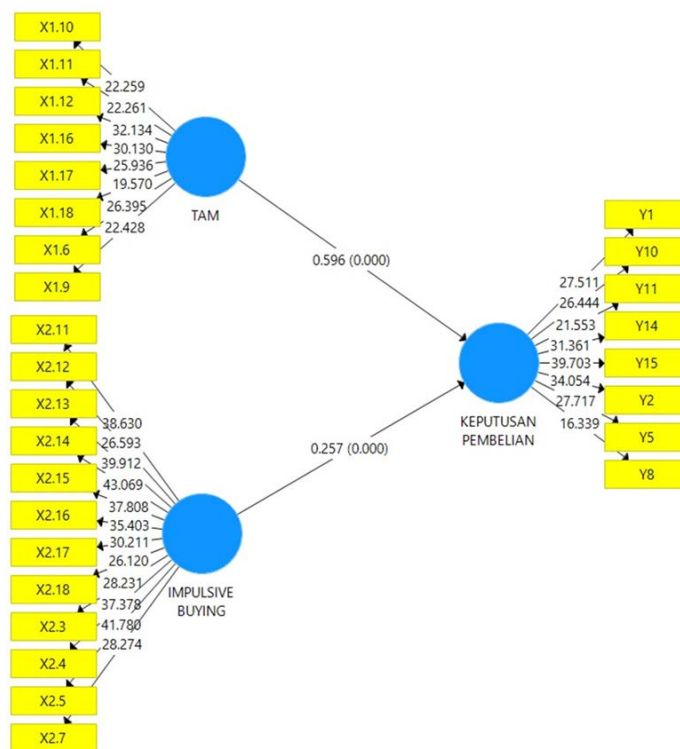 X1.10
X1.11
X1.12
X1.16
X1.17
X1.18
X1.6
X1.9
22.259
22.261
32.134
30.130
25.936
19.570
26.395
22.428
TAM
0.596 (0.000)
X2.11
X2.12
X2.13
X2.14
X2.15
X2.16
X2.17
X2.18
X2.3
X2.4
X2.5
X2.7
38.630
26.593
39.912
43.069
37.808
35.403
30.211
26.120
28.231
37.378
41.780
28.274
IMPULSIVE
BUYING
0.257 (0.000)
KEPUTUSAN
PEMBELIAN
27.511
26.444
21.553
31.361
39.703
34.054
27.717
16.339
Y1
Y10
Y11
Y14
Y15
Y2
Y5
Y8